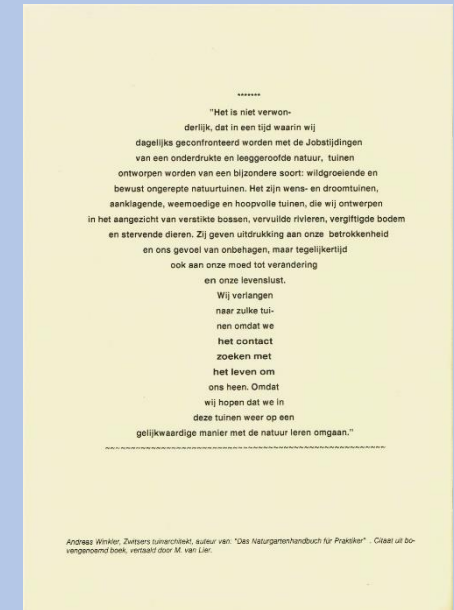 *******
"Het is niet verwon-
derlijk, dat in een tijd waarin wij
dagelijks geconfronteerd worden met de Jobstijdingen
van een onderdrukte en leeggeroofde natuur, tuinen
ontworpen worden van een bijzondere soort: wildgroeiende en
bewust ongerepte natuurtuinen. Het zijn wens- en droomtuinen,
aanklagende, weemoedige en hoopvolle tuinen, die wij ontwerpen
in het aangezicht van verstikte bossen, vervuilde rivieren, vergiftigde bodem
en stervende dieren. Zij geven uitdrukking aan onze betrokkenheid
en ons gevoel van onbehagen, maar tegelijkertijd
ook aan onze moed tot verandering
en onze levenslust.
Wij verlangen
naar zulke tui-
nen omdat we
het contact
zoeken met
het leven om
ons heen. Omdat
wij hopen dat we in
deze tuinen weer op een
gelijkwaardige manier met de natuur leren omgaan."
Andreas Winkler, Zwitsers tuinarchitekt, auteur van: "Das Naturgartenhandbuch für Praktiker" . Citaat uit bo-
vengenoemd boek, vertaald door M. van Lier.